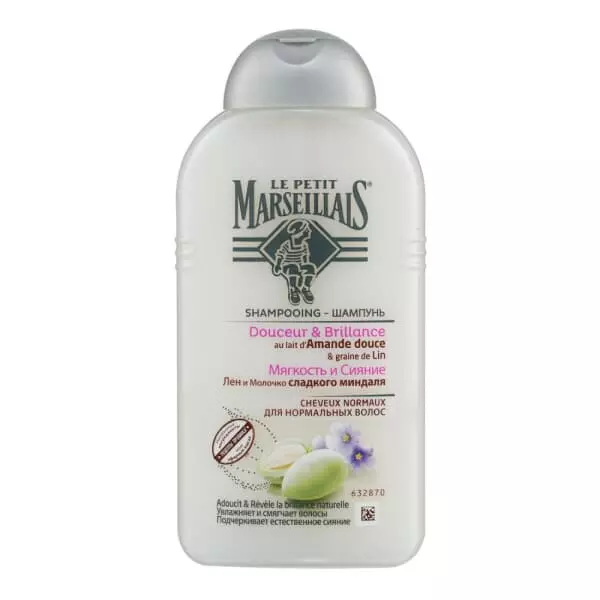 LE PETIT
MARSEILLAIS®
SHAMPOOING - ШАМПУНЬ
Douceur & Brillance
au lait d'Amande douce
& graine de Lin
Мягкость и Сияние
Лен и Молочко сладкого миндаля
CHEVEUX NORMAUX
ДЛЯ НОРМАЛЬНЫХ ВОЛОС
632870
Adoucit & Révèle la brillance naturelle
Увлажняет и смягчает волосы
Подчеркивает естественное сияние